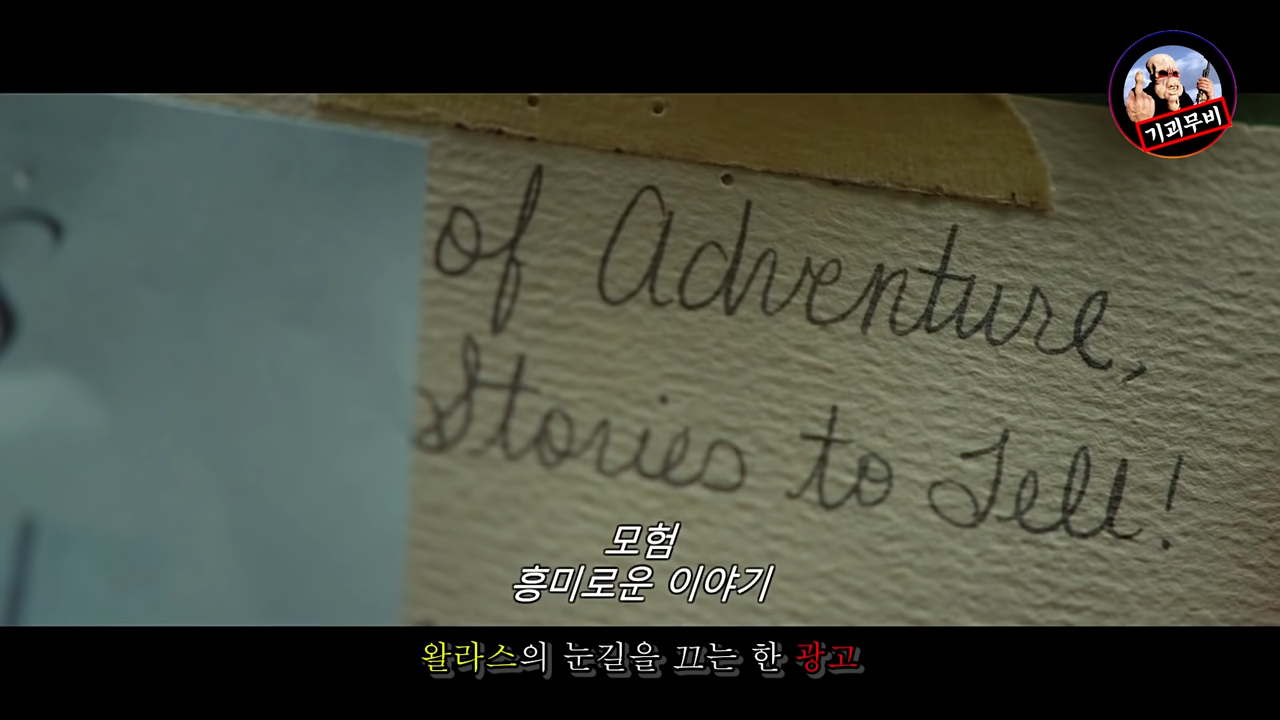 기괴무비
of Adventure,
Stories to Tell!
모험
흥미로운 이야기
왈라스의 눈길을 끄는 한 광고